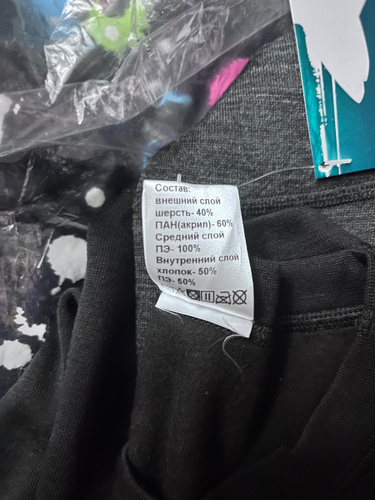 Состав:
внешний слой
шерсть- 40%
ПАН(акрил)- 60%
Средний слой
ПЭ- 100%
Внутренний слой
хлопок- 50%
ПЭ- 50%